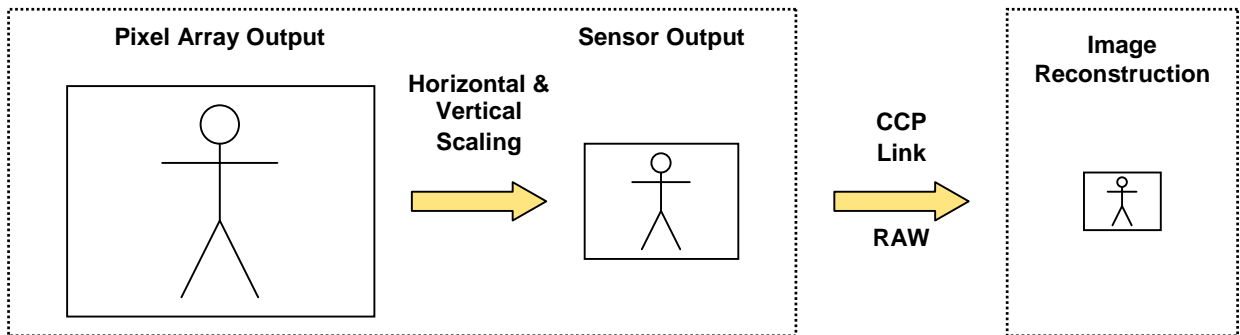 Pixel Array Output
Horizontal &
Vertical
Scaling
Sensor Output
CCP
Link
RAW
Image
Reconstruction